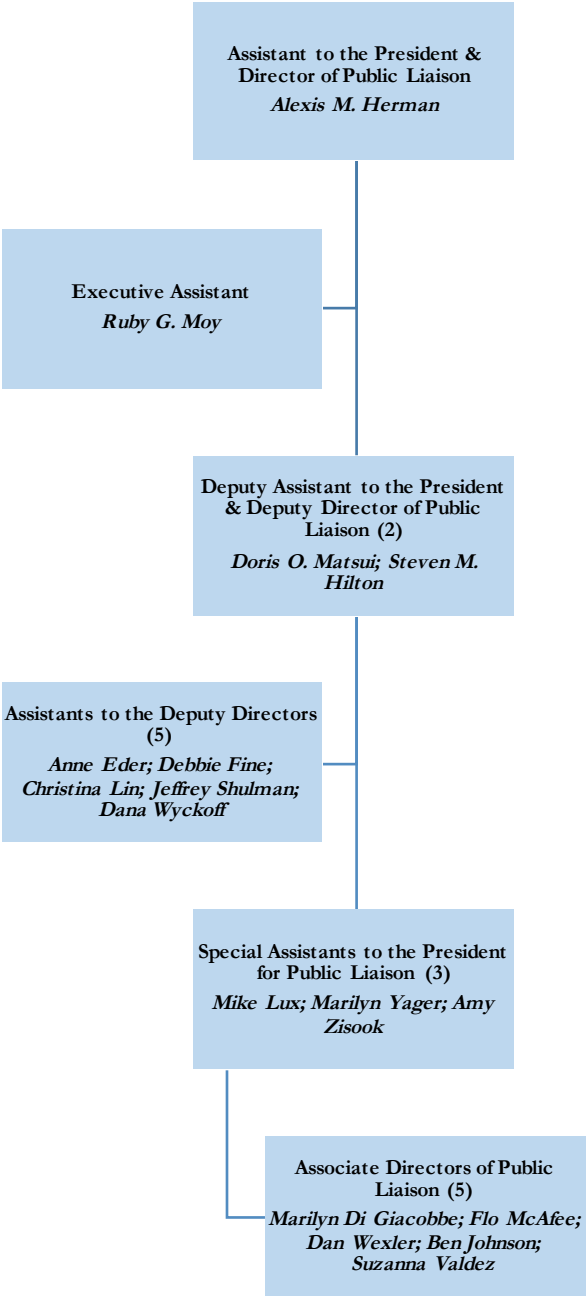 Assistant to the President &
Director of Public Liaison
Alexis M. Herman
Executive Assistant
Ruby G. Moy
Deputy Assistant to the President
& Deputy Director of Public
Liaison (2)
Doris O. Matsui; Steven M.
Hilton
Assistants to the Deputy Directors
(5)
Anne Eder; Debbie Fine;
Christina Lin; Jeffrey Shulman;
Dana Wyckoff
Special Assistants to the President
for Public Liaison (3)
Mike Lux; Marilyn Yager; Amy
Zisook
Associate Directors of Public
Liaison (5)
Marilyn Di Giacobbe; Flo McAfee;
Dan Wexler; Ben Johnson;
Suzanna Valdez